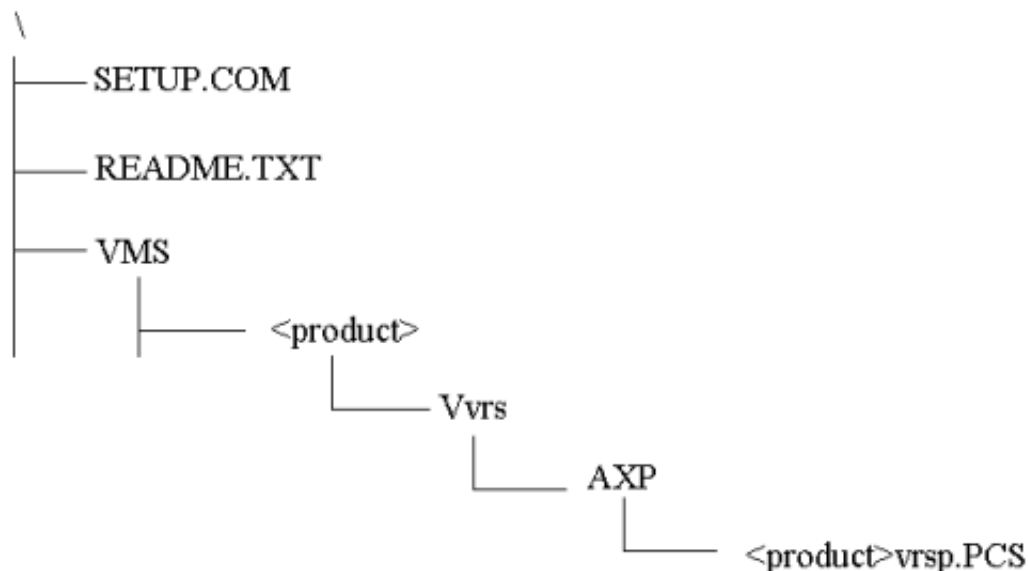 \
SETUP.COM
README.TXT
VMS
<product>
Vvrs
AXP
<product>vrsp.PCS